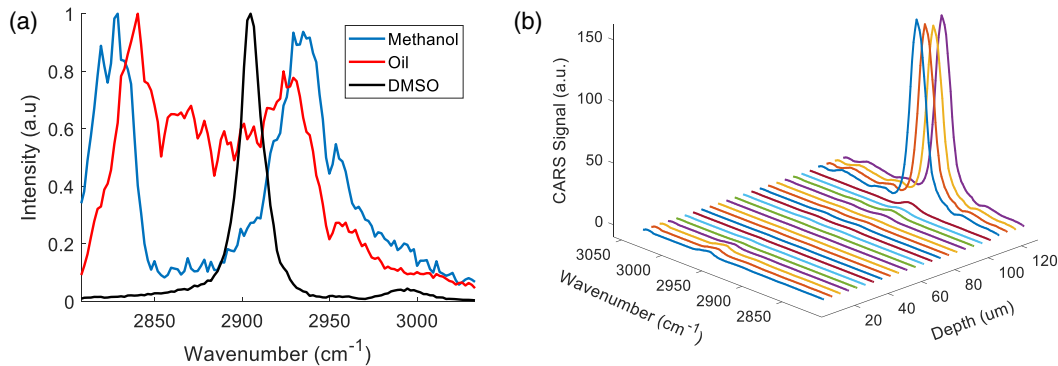 (a)
Intensity (a.u)
1
0.8
0.6
0.4
0.2
0
2850
2900
2950
3000
Wavenumber (cm-1)
Methanol
Oil
DMSO
(b)
CARS Signal (a.u.)
150
100
50
0
3050
3000
2950
2900
2850
Wavenumber (cm-1)
20
40
60
80
100
120
Depth (um)